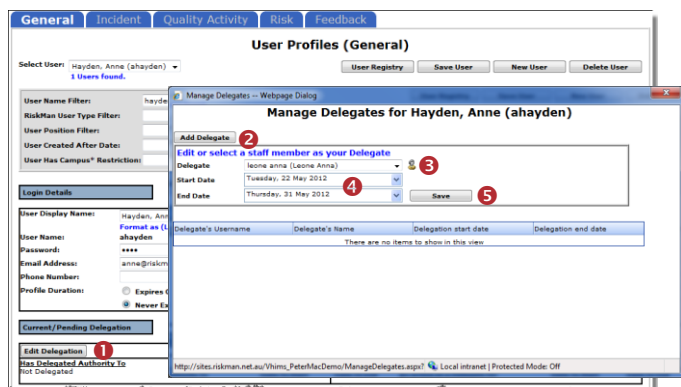 General Incident Quality Activity Risk Feedback
User Profiles (General)
Select User: Hayden, Anne (ahayden)
1 Users found.
User Registry Save User New User Delete User
User Name Filter: hayde
RiskMan User Type Filter:
User Position Filter:
User Created After Date:
User Has Campus* Restriction:
Login Details
User Display Name: Hayden, Ann
Format as (L
User Name: ahayden
Password: ••••
Email Address: anne@riskm
Phone Number:
Profile Duration: Expires O
Never Ex
Current/Pending Delegation
Edit Delegation 1
Has Delegated Authority To
Not Delegated
Manage Delegates -- Webpage Dialog
Manage Delegates for Hayden, Anne (ahayden)
Add Delegate 2
Edit or select a staff member as your Delegate
Delegate leone anna (Leone Anna) 3
Start Date Tuesday, 22 May 2012 4
End Date Thursday, 31 May 2012 Save 5
Delegate's Username Delegate's Name Delegation start date Delegation end date
There are no items to show in this view
http://sites.riskman.net.au/Vhims_PeterMacDemo/ManageDelegates.aspx? Local intranet | Protected Mode: Off